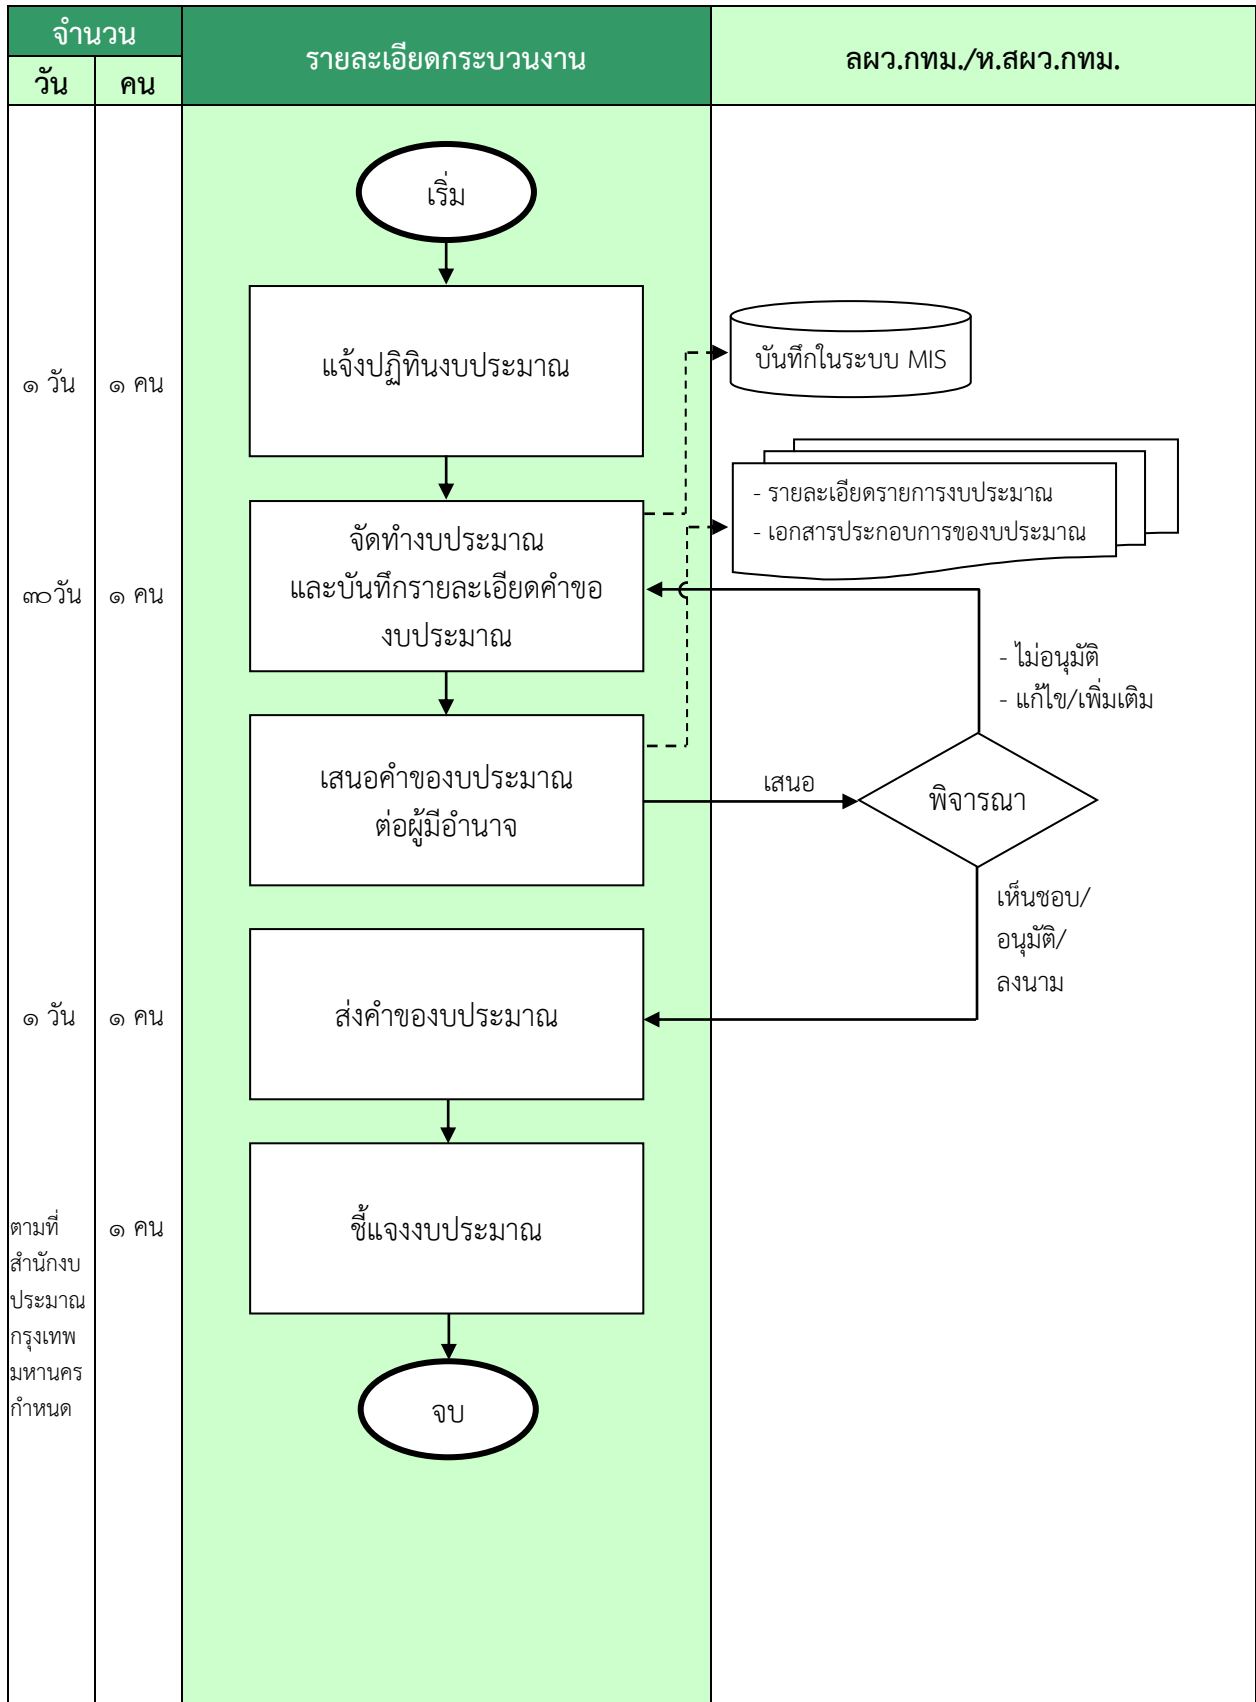 จำนวน
วัน
คน
รายละเอียดกระบวนงาน
ลผว.กทม./ห.สผว.กทม.
เริ่ม
๑ วัน
๑ คน
แจ้งปฏิทินงบประมาณ
บันทึกในระบบ MIS
- รายละเอียดรายการงบประมาณ
- เอกสารประกอบการของบประมาณ
๓๐วัน
๑ คน
จัดทำงบประมาณ
และบันทึกรายละเอียดคำขอ
งบประมาณ
- ไม่อนุมัติ
- แก้ไข/เพิ่มเติม
เสนอคำของบประมาณ
ต่อผู้มีอำนาจ
เสนอ
พิจารณา
เห็นชอบ/
อนุมัติ/
ลงนาม
๑ วัน
๑ คน
ส่งคำของบประมาณ
ตามที่
สำนักงบ
ประมาณ
กรุงเทพ
มหานคร
กำหนด
๑ คน
ชี้แจงงบประมาณ
จบ